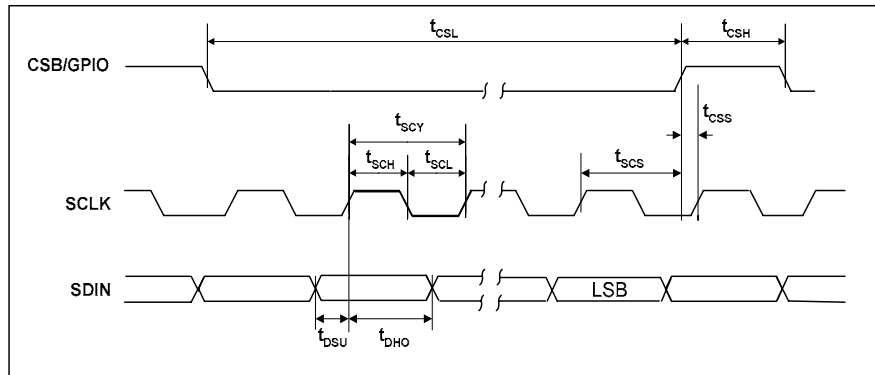 tCSL
tCSH
CSB/GPIO
tCSS
tSCY
tSCH
tSCL
tSCS
SCLK
SDIN
LSB
tDSU
tDHO